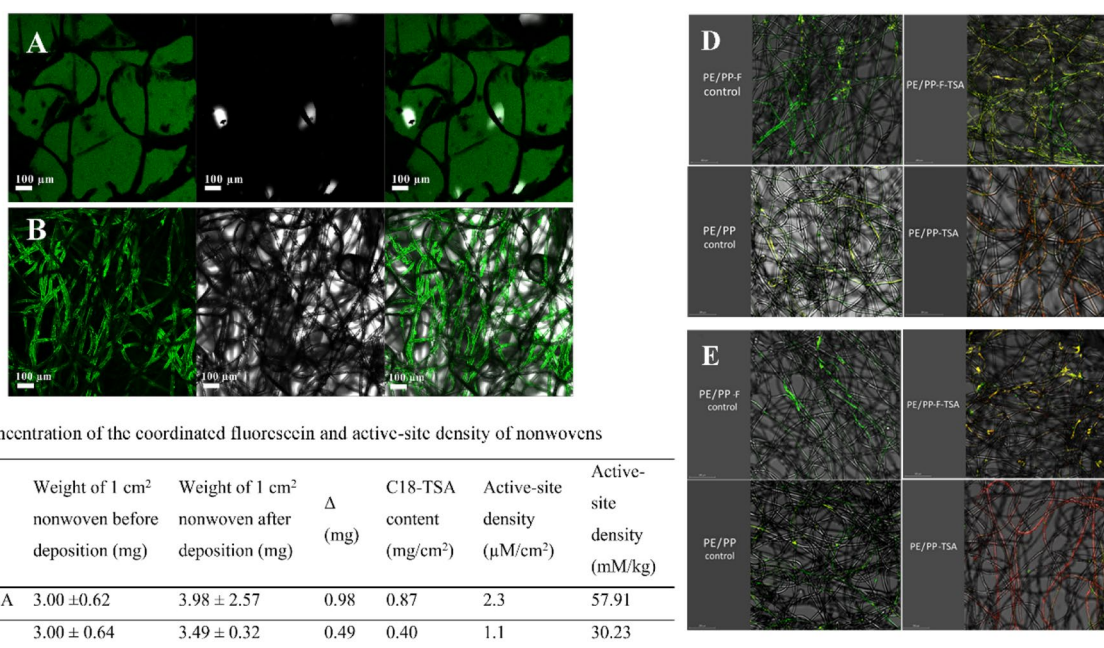 A
100 µm
100 µm
100 µm
B
100 µm
100 µm
100 µm
ncentration of the coordinated fluorescein and active-site density of nonwovens
Weight of 1 cm² nonwoven before deposition (mg)
Weight of 1 cm² nonwoven after deposition (mg)
Δ (mg)
C18-TSA content (mg/cm²)
Active-site density (µM/cm²)
Active-site density (mM/kg)
A 3.00 ±0.62 3.98 ± 2.57 0.98 0.87 2.3 57.91
3.00 ± 0.64 3.49 ± 0.32 0.49 0.40 1.1 30.23
D
PE/PP-F control
PE/PP-F-TSA
PE/PP control
PE/PP-TSA
E
PE/PP-F control
PE/PP-F-TSA
PE/PP control
PE/PP-TSA